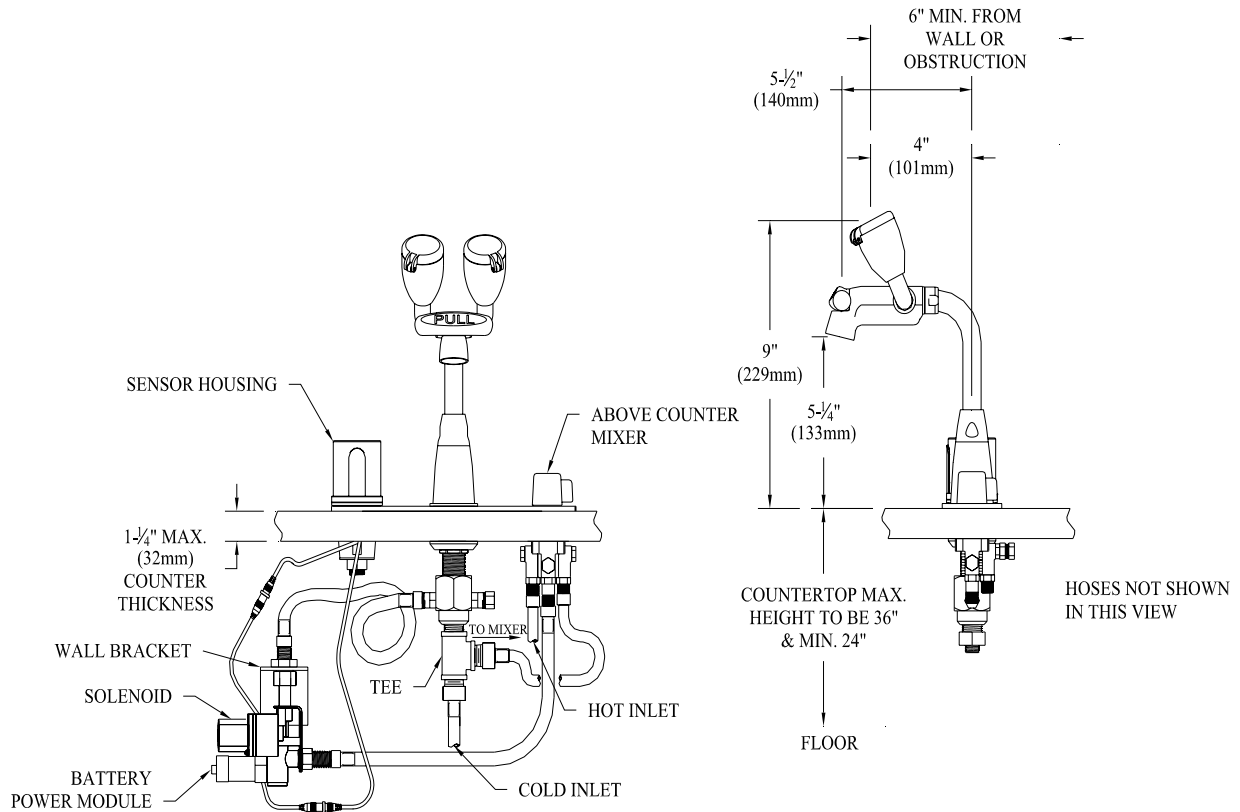 6" MIN. FROM
WALL OR
OBSTRUCTION
5-1/2"
(140mm)
4"
(101mm)
PULL
9"
(229mm)
5-1/4"
(133mm)
SENSOR HOUSING
ABOVE COUNTER
MIXER
1-1/4" MAX.
(32mm)
COUNTER
THICKNESS
COUNTERTOP MAX.
HEIGHT TO BE 36"
& MIN. 24"
HOSES NOT SHOWN
IN THIS VIEW
TO MIXER
WALL BRACKET
TEE
SOLENOID
HOT INLET
FLOOR
BATTERY
POWER MODULE
COLD INLET